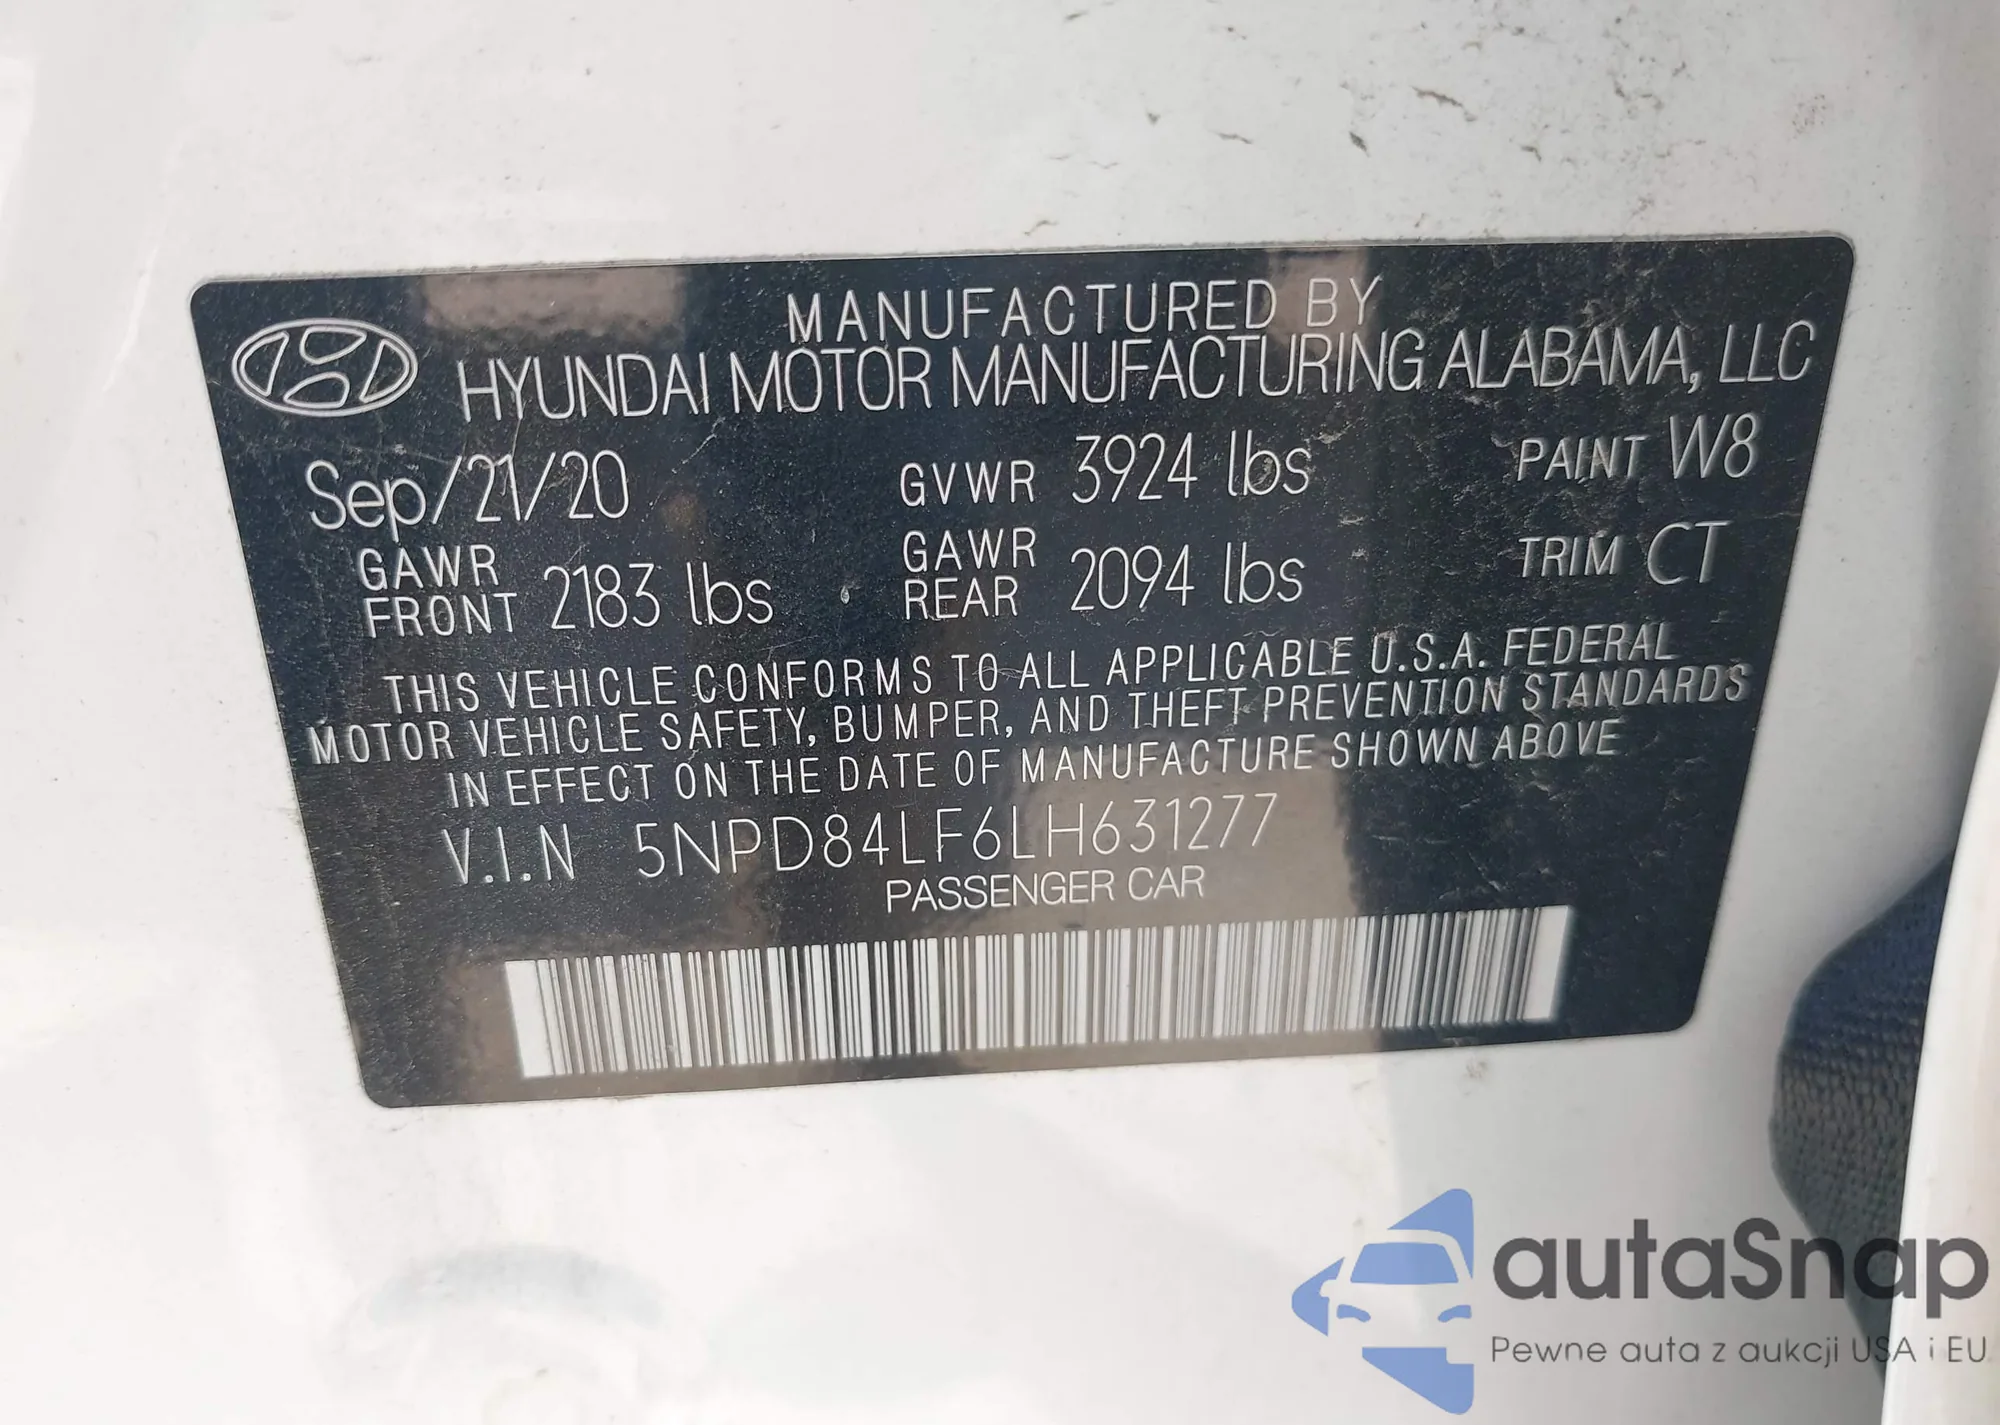 MANUFACTURED BY
HYUNDAI MOTOR MANUFACTURING ALABAMA, LLC
Sep/21/20 GVWR 3924 lbs PAINT W8
GAWR FRONT 2183 lbs GAWR REAR 2094 lbs TRIM CT
THIS VEHICLE CONFORMS TO ALL APPLICABLE U.S.A. FEDERAL
MOTOR VEHICLE SAFETY, BUMPER, AND THEFT PREVENTION STANDARDS
IN EFFECT ON THE DATE OF MANUFACTURE SHOWN ABOVE
V.I.N 5NPD84LF6LH631277
PASSENGER CAR
autaSnap
Pewne auta z aukcji USA i EU